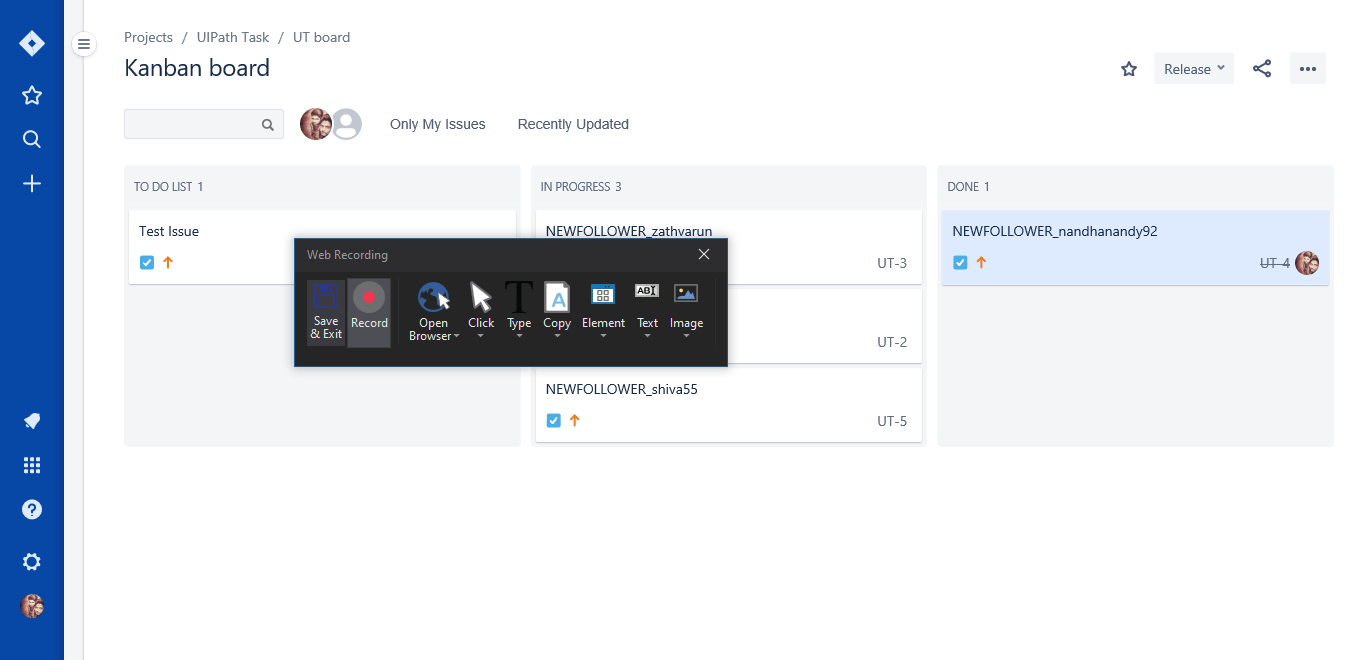 Projects / UIPath Task / UT board
Kanban board
Release
Only My Issues
Recently Updated
TO DO LIST 1
Test Issue
IN PROGRESS 3
NEWFOLLOWER_zathvarun
UT-3
UT-2
NEWFOLLOWER_shiva55
UT-5
DONE 1
NEWFOLLOWER_nandhanandy92
UT-4
Web Recording
Save
& Exit
Record
Open
Browser
Click
T
Type
A
Copy
Element
AB
Text
Image